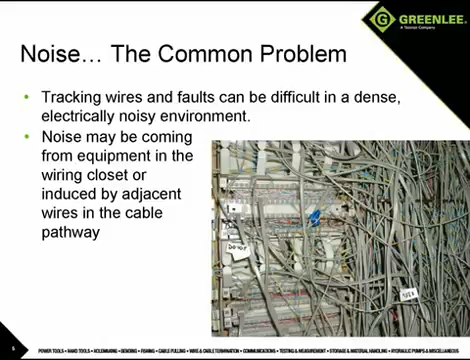 GREENLEE.
A Textron Company
Noise… The Common Problem
• Tracking wires and faults can be difficult in a dense,
electrically noisy environment.
• Noise may be coming
from equipment in the
wiring closet or
induced by adjacent
wires in the cable
pathway
POWER TOOLS • HAND TOOLS • HOLEMAKING • BENDING • FISHING • CABLE PULLING • WIRE & CABLE TERMINATION • COMMUNICATIONS • TESTING & MEASUREMENT • STORAGE & MATERIAL HANDLING • HYDRAULIC PUMPS & MISCELLANEOUS